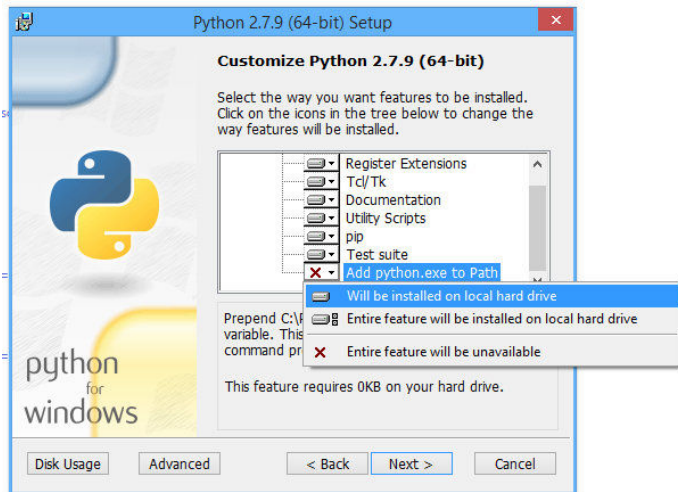 Python 2.7.9 (64-bit) Setup
Customize Python 2.7.9 (64-bit)
Select the way you want features to be installed.
Click on the icons in the tree below to change the
way features will be installed.
Register Extensions
Tcl/Tk
Documentation
Utility Scripts
pip
Test suite
Add python.exe to Path
Will be installed on local hard drive
Entire feature will be installed on local hard drive
Entire feature will be unavailable
Prepend C:\
variable. This
command
This feature requires 0KB on your hard drive.
python
for
windows
Disk Usage
Advanced
< Back
Next >
Cancel